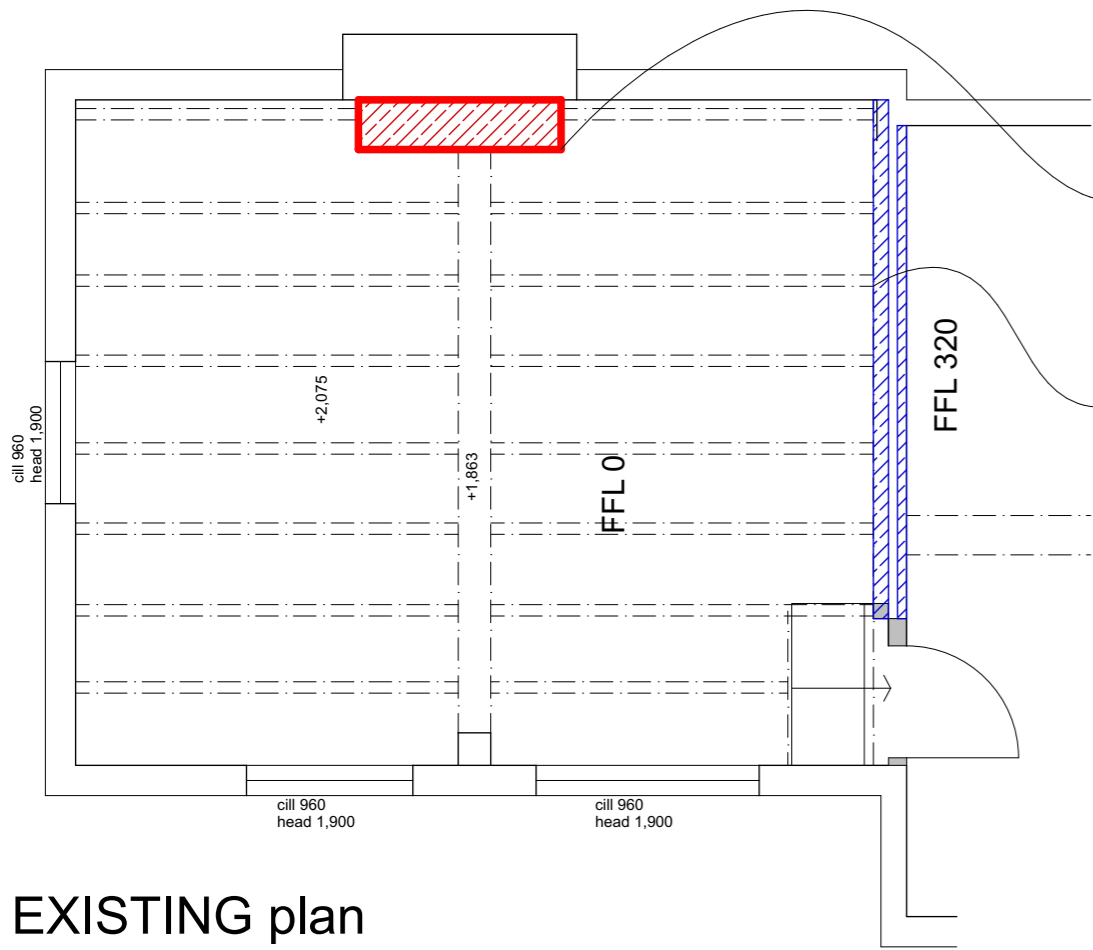 +2,075
+1,863
FFL 0
FFL 320
cill 960
head 1,900
cill 960
head 1,900
cill 960
head 1,900
EXISTING plan